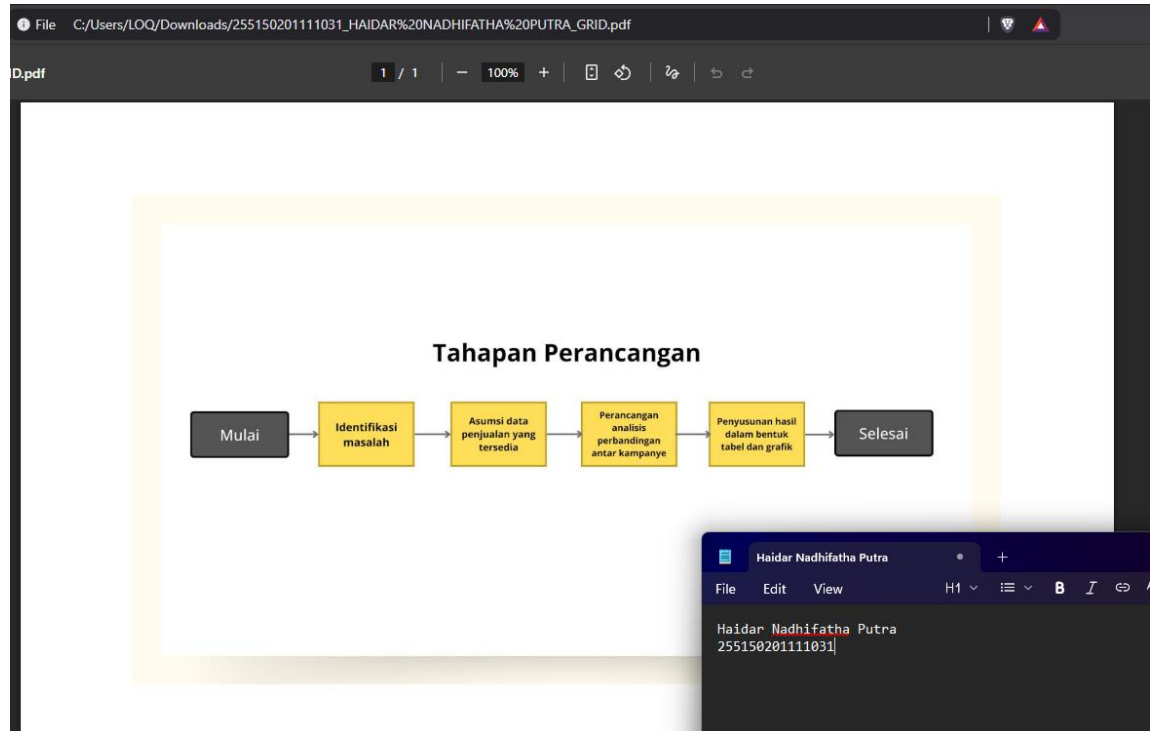 File C:/Users/LOQ/Downloads/255150201111031_HAIDAR%20NADHIFATHA%20PUTRA_GRID.pdf
D.pdf
1 / 1
100%
Tahapan Perancangan
Mulai
Identifikasi
masalah
Asumsi data
penjualan yang
tersedia
Perancangan
analisis
perbandingan
antar kampanye
Penyusunan hasil
dalam bentuk
tabel dan grafik
Selesai
Haidar Nadhifatha Putra
File Edit View H1 B I
Haidar Nadhifatha Putra
255150201111031